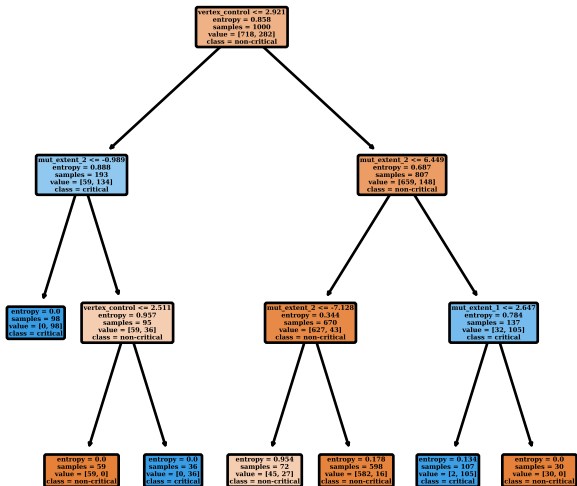 vertex_control <= 2.921
entropy = 0.858
samples = 1000
value = [718, 282]
class = non-critical
mut_extent_2 <= -0.989
entropy = 0.888
samples = 193
value = [59, 134]
class = critical
mut_extent_2 <= 6.449
entropy = 0.687
samples = 807
value = [659, 148]
class = non-critical
entropy = 0.0
samples = 98
value = [0, 98]
class = critical
vertex_control <= 2.511
entropy = 0.957
samples = 95
value = [59, 36]
class = non-critical
mut_extent_2 <= -7.128
entropy = 0.344
samples = 670
value = [627, 43]
class = non-critical
mut_extent_1 <= 2.647
entropy = 0.784
samples = 137
value = [32, 105]
class = critical
entropy = 0.0
samples = 59
value = [59, 0]
class = non-critical
entropy = 0.0
samples = 36
value = [0, 36]
class = critical
entropy = 0.954
samples = 72
value = [45, 27]
class = non-critical
entropy = 0.178
samples = 598
value = [582, 16]
class = non-critical
entropy = 0.134
samples = 107
value = [2, 105]
class = critical
entropy = 0.0
samples = 30
value = [30, 0]
class = non-critical